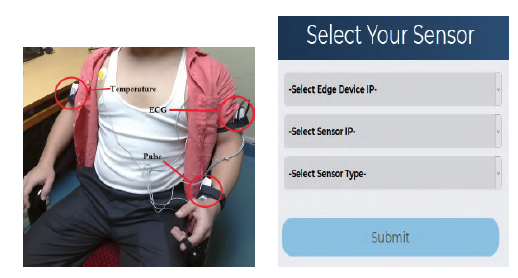 Temperature
ECG
Pulse
Select Your Sensor
-Select Edge Device IP-
-Select Sensor IP-
-Select Sensor Type-
Submit